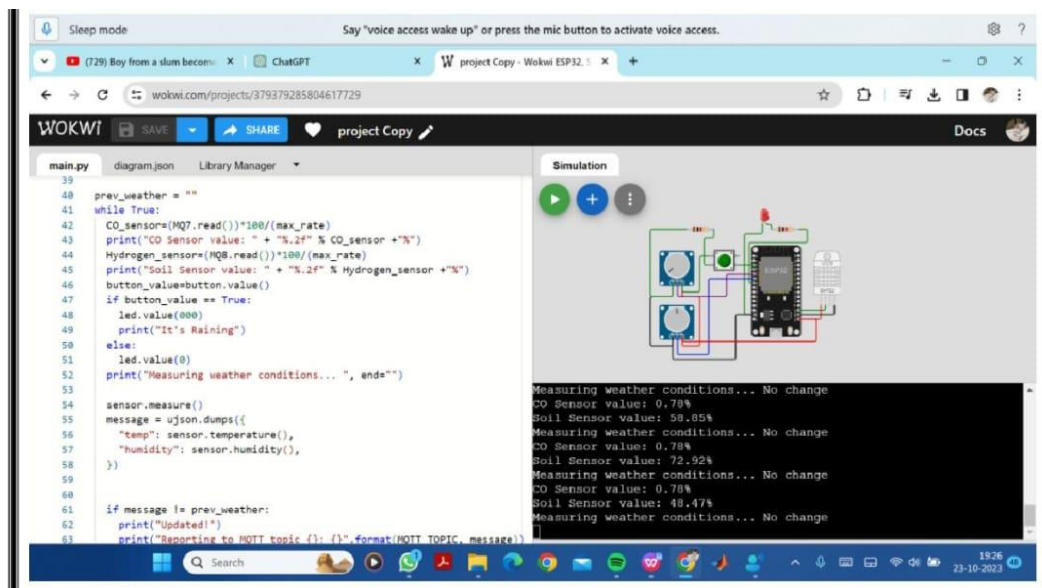 Sleep mode
Say "voice access wake up" or press the mic button to activate voice access.
(729) Boy from a slum become
ChatGPT
project Copy - Wokwi ESP32, S
wokwi.com/projects/379379285804617729
WOKWI
SAVE
SHARE
project Copy
Docs
main.py
diagram.json
Library Manager
Simulation
39
40 prev_weather = ""
41 while True:
42 CO_sensor=(MQ7.read())*100/(max_rate)
43 print("CO Sensor value: " + "%.2f" % CO_sensor +"%")
44 Hydrogen_sensor=(MQ8.read())*100/(max_rate)
45 print("Soil Sensor value: " + "%.2f" % Hydrogen_sensor +"%")
46 button_value=button.value()
47 if button_value == True:
48 led.value(000)
49 print("It's Raining")
50 else:
51 led.value(0)
52 print("Measuring weather conditions... ", end="")
53
54 sensor.measure()
55 message = ujson.dumps({
56 "temp": sensor.temperature(),
57 "humidity": sensor.humidity(),
58 })
59
60
61 if message != prev_weather:
62 print("Updated!")
63 print("Reporting to MQTT topic {}: {}".format(MQTT_TOPIC, message))
ESP32
Measuring weather conditions... No change
CO Sensor value: 0.78%
Soil Sensor value: 58.85%
Measuring weather conditions... No change
CO Sensor value: 0.78%
Soil Sensor value: 72.92%
Measuring weather conditions... No change
CO Sensor value: 0.78%
Soil Sensor value: 48.47%
Measuring weather conditions... No change
Search
19:26
23-10-2023